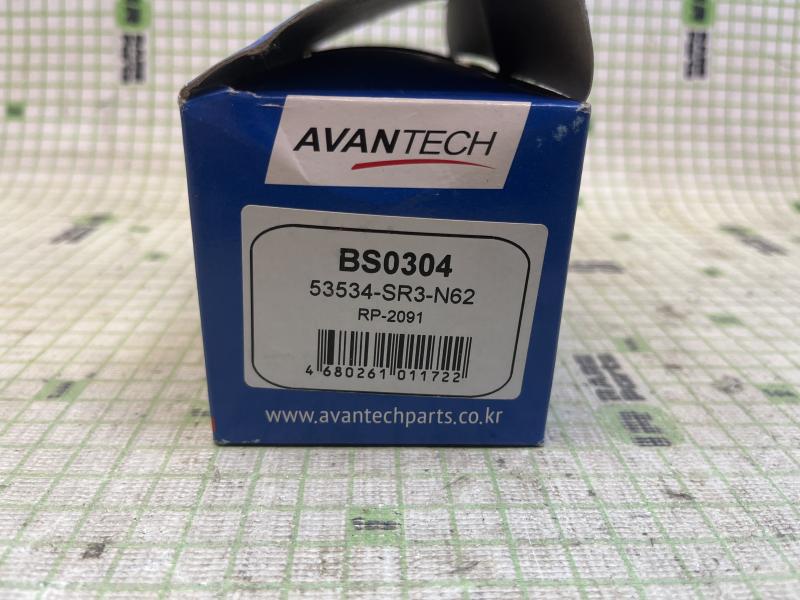 AVANTECH
BS0304
53534-SR3-N62
RP-2091
4 680261 011722
www.avantechparts.co.kr